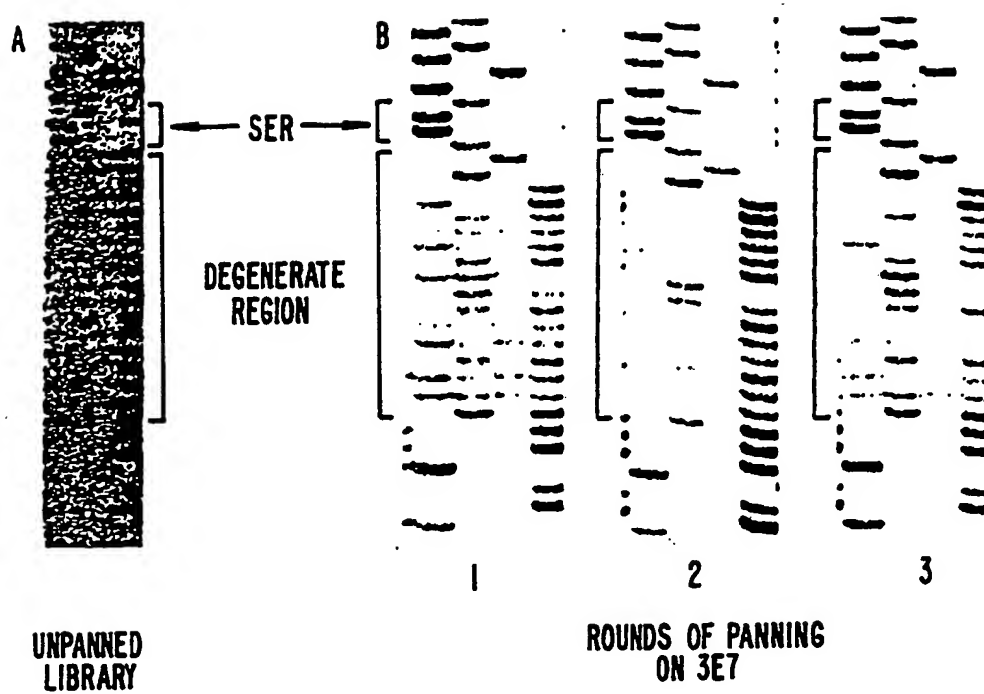 A
B
SER
DEGENERATE
REGION
1
2
3
UNPANNED
LIBRARY
ROUNDS OF PANNING
ON 3E7